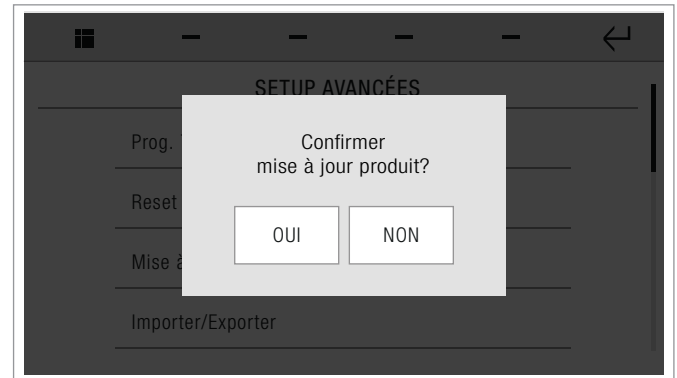 SETUP AVANCÉES
Prog.
Confirmer
mise à jour produit?
Reset
OUI
NON
Mise à
Importer/Exporter